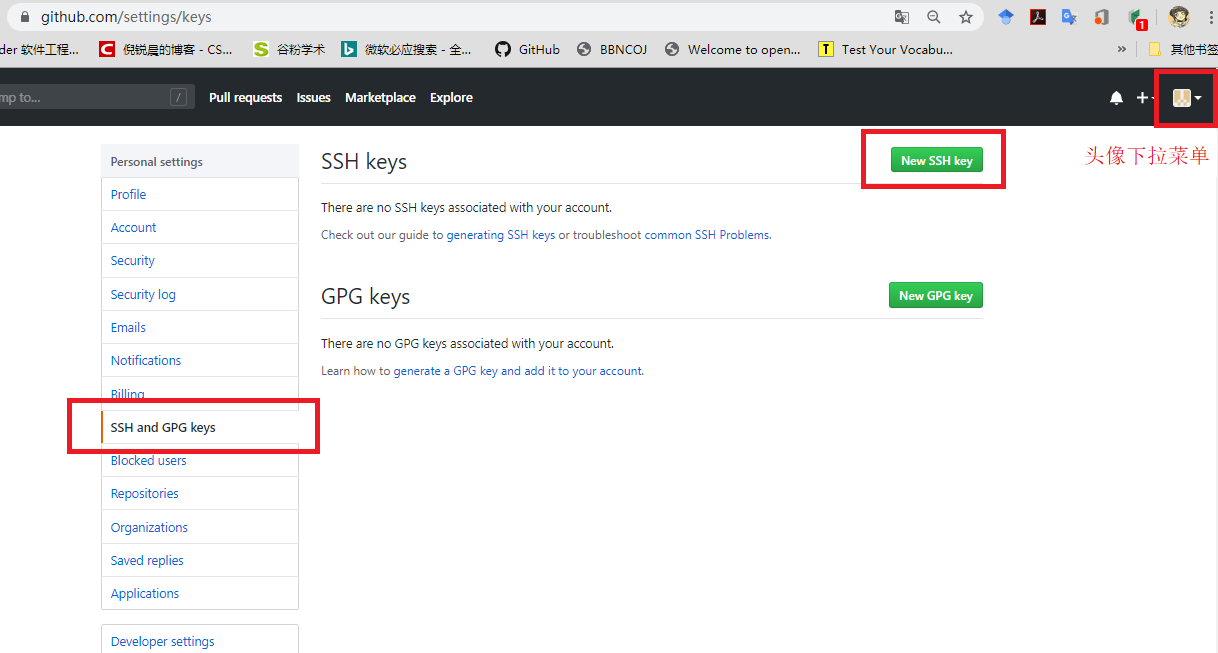 github.com/settings/keys
1
der 软件工程...
倪锐晨的博客 - CS...
谷粉学术
微软必应搜索 - 全...
GitHub
BBNCOJ
Welcome to open...
Test Your Vocabu...
»
其他书签
mp to...
/
Pull requests
Issues
Marketplace
Explore
头像下拉菜单
Personal settings
Profile
Account
Security
Security log
Emails
Notifications
Billing
SSH and GPG keys
Blocked users
Repositories
Organizations
Saved replies
Applications
Developer settings
SSH keys
New SSH key
There are no SSH keys associated with your account.
Check out our guide to generating SSH keys or troubleshoot common SSH Problems.
GPG keys
New GPG key
There are no GPG keys associated with your account.
Learn how to generate a GPG key and add it to your account.